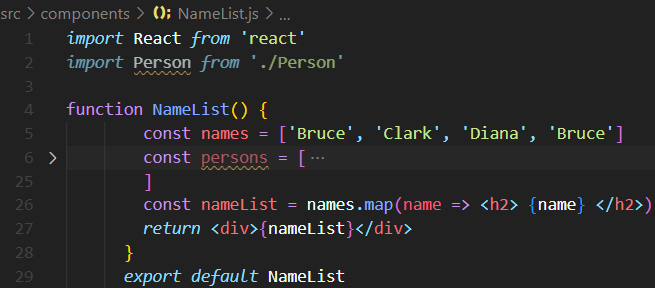 src > components > NameList.js > ...
1 import React from 'react'
2 import Person from './Person'
3
4 function NameList() {
5 const names = ['Bruce', 'Clark', 'Diana', 'Bruce']
6 > const persons = [ ⋯
25 ]
26 const nameList = names.map(name => <h2> {name} </h2>)
27 return <div>{nameList}</div>
28 }
29 export default NameList